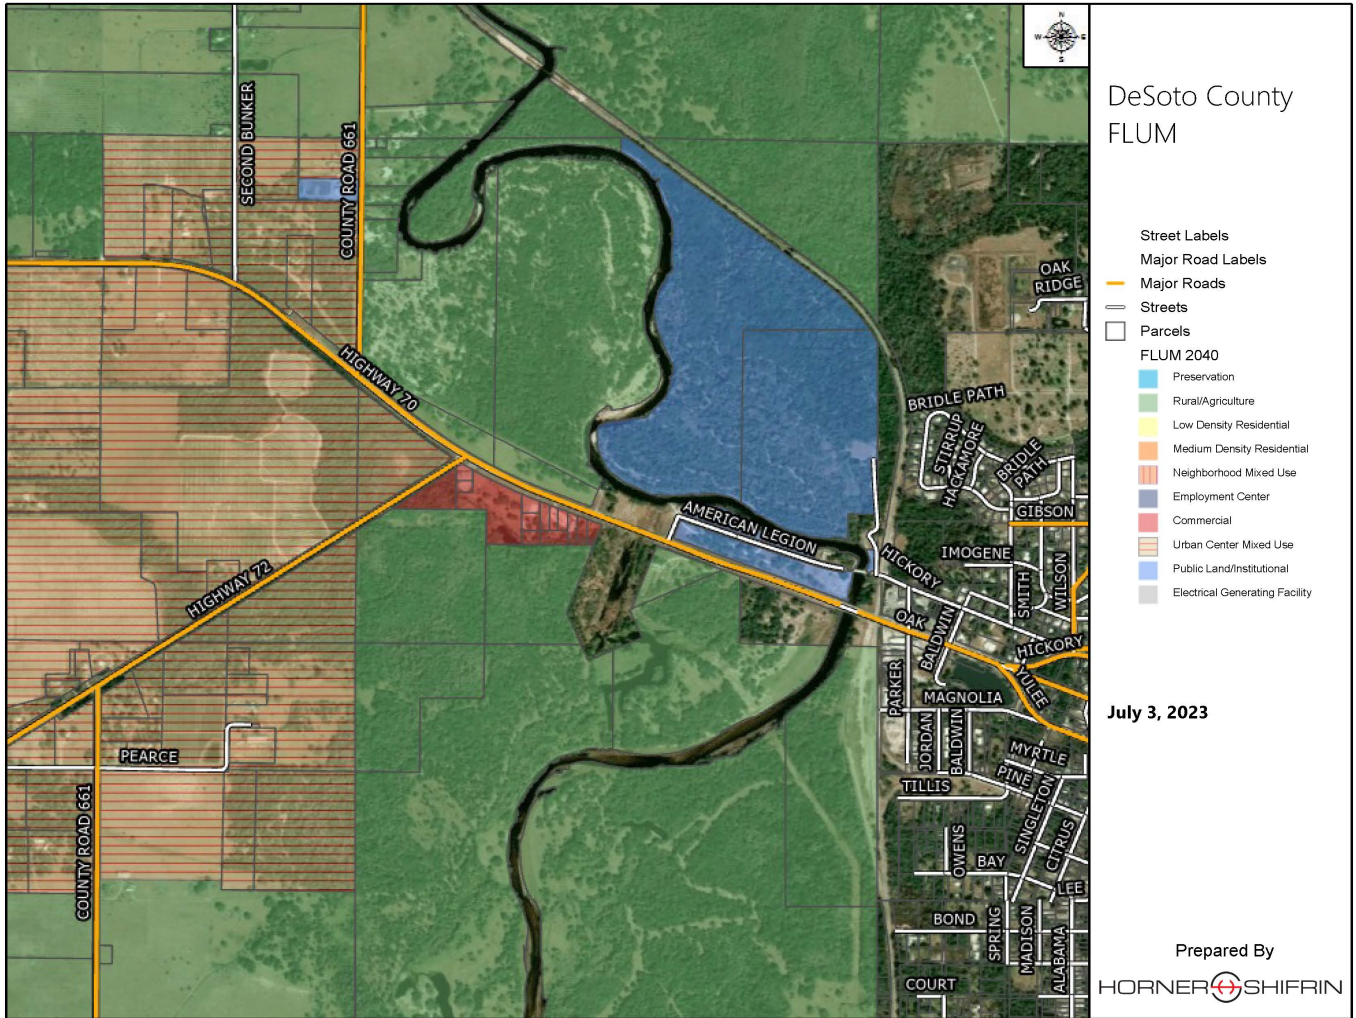 N
W E
S
DeSoto County
FLUM
Street Labels
Major Road Labels
Major Roads
Streets
Parcels
FLUM 2040
Preservation
Rural/Agriculture
Low Density Residential
Medium Density Residential
Neighborhood Mixed Use
Employment Center
Commercial
Urban Center Mixed Use
Public Land/Institutional
Electrical Generating Facility
July 3, 2023
Prepared By
HORNER SHIFRIN
SECOND BUNKER
COUNTY ROAD 661
HIGHWAY 70
HIGHWAY 72
PEARCE
COUNTY ROAD 661
AMERICAN LEGION
OAK
RIDGE
BRIDLE PATH
STIRRUP
HACKAMORE
BRIDLE
PATH
GIBSON
HICKORY
IMOGENE
SMITH
WILSON
OAK
BALDWIN
HICKORY
YULEE
PARKER
MAGNOLIA
JORDAN
BALDWIN
MYRTLE
PINE
TILLIS
SINGLETON
CITRUS
OWENS
BAY
LEE
BOND
SPRING
MADISON
ALABAMA
COURT